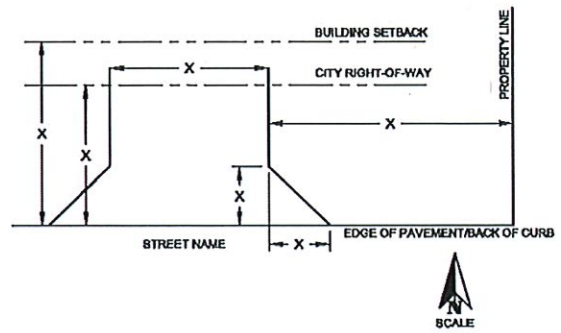 BUILDING SETBACK
PROPERTY LINE
X
CITY RIGHT-OF-WAY
X
X
X
X
X
STREET NAME
EDGE OF PAVEMENT/BACK OF CURB
N
SCALE